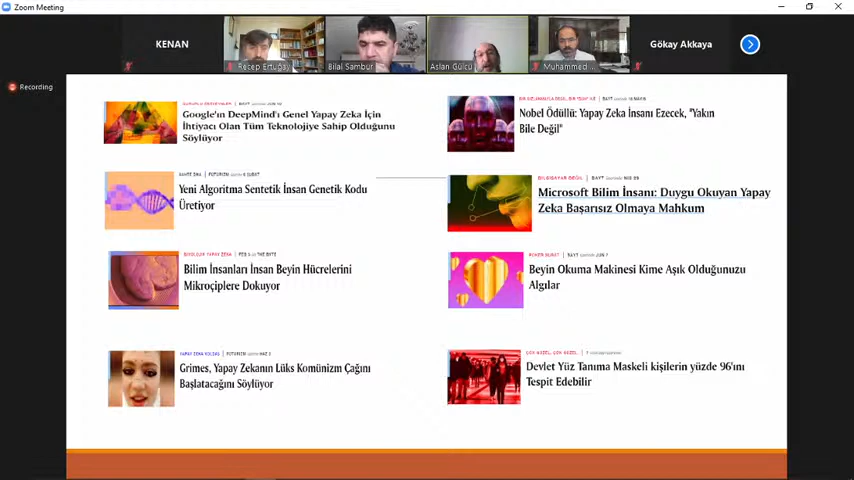 Zoom Meeting
KENAN
Recep Ertuğay
Bilal Sambur
Aslan Gülcü
Muhammed ...
Gökay Akkaya
Recording
Google'ın DeepMind'ı Genel Yapay Zeka İçin
İhtiyacı Olan Tüm Teknolojiye Sahip Olduğunu
Söylüyor
Yeni Algoritma Sentetik İnsan Genetik Kodu
Üretiyor
Bilim İnsanları İnsan Beyin Hücrelerini
Mikroçiplere Dokuyor
Grimes, Yapay Zekanın Lüks Komünizm Çağını
Başlatacağını Söylüyor
Nobel Ödüllü: Yapay Zeka İnsanı Ezecek, "Yakın
Bile Değil"
Microsoft Bilim İnsanı: Duygu Okuyan Yapay
Zeka Başarısız Olmaya Mahkum
Beyin Okuma Makinesi Kime Aşık Olduğunuzu
Algılar
Devlet Yüz Tanıma Maskeli kişilerin yüzde 96'ını
Tespit Edebilir